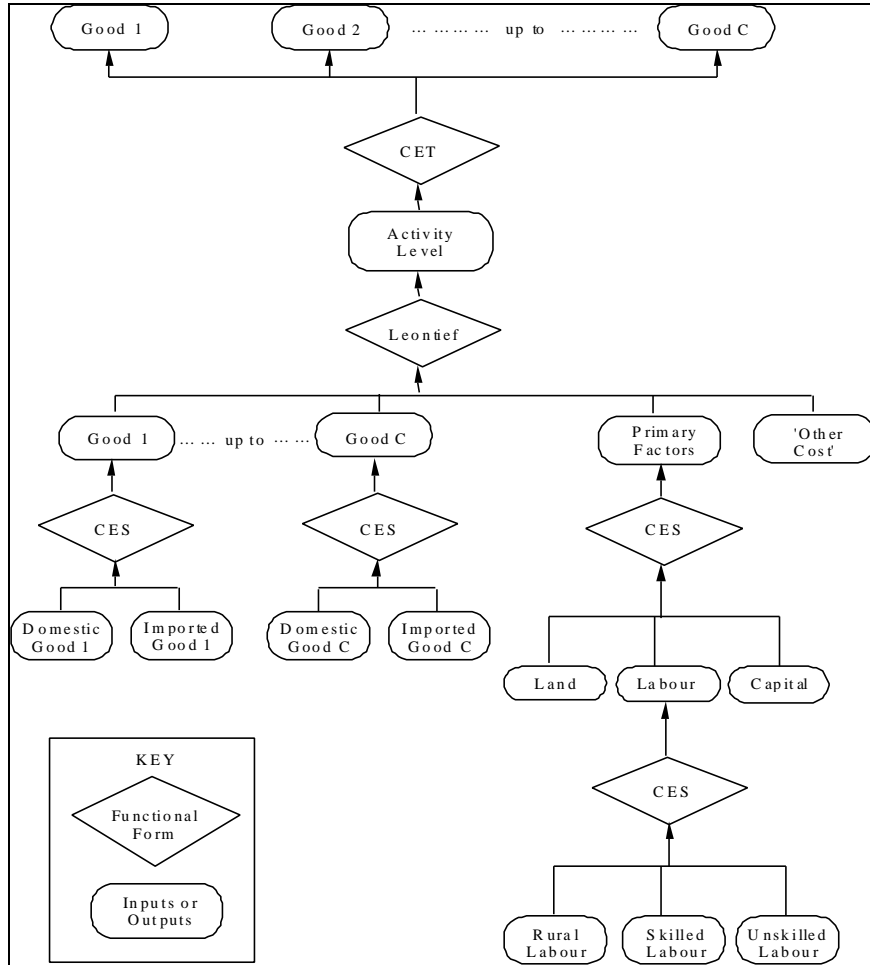 Good 1
Good 2
... ... ... ... up to ... ... ... ...
Good C
CET
Activity
Level
Leontief
Good 1
... ... up to ... ...
Good C
Primary
Factors
'Other
Cost'
CES
CES
CES
Domestic
Good 1
Imported
Good 1
Domestic
Good C
Imported
Good C
Land
Labour
Capital
KEY
Functional
Form
Inputs or
Outputs
CES
Rural
Labour
Skilled
Labour
Unskilled
Labour